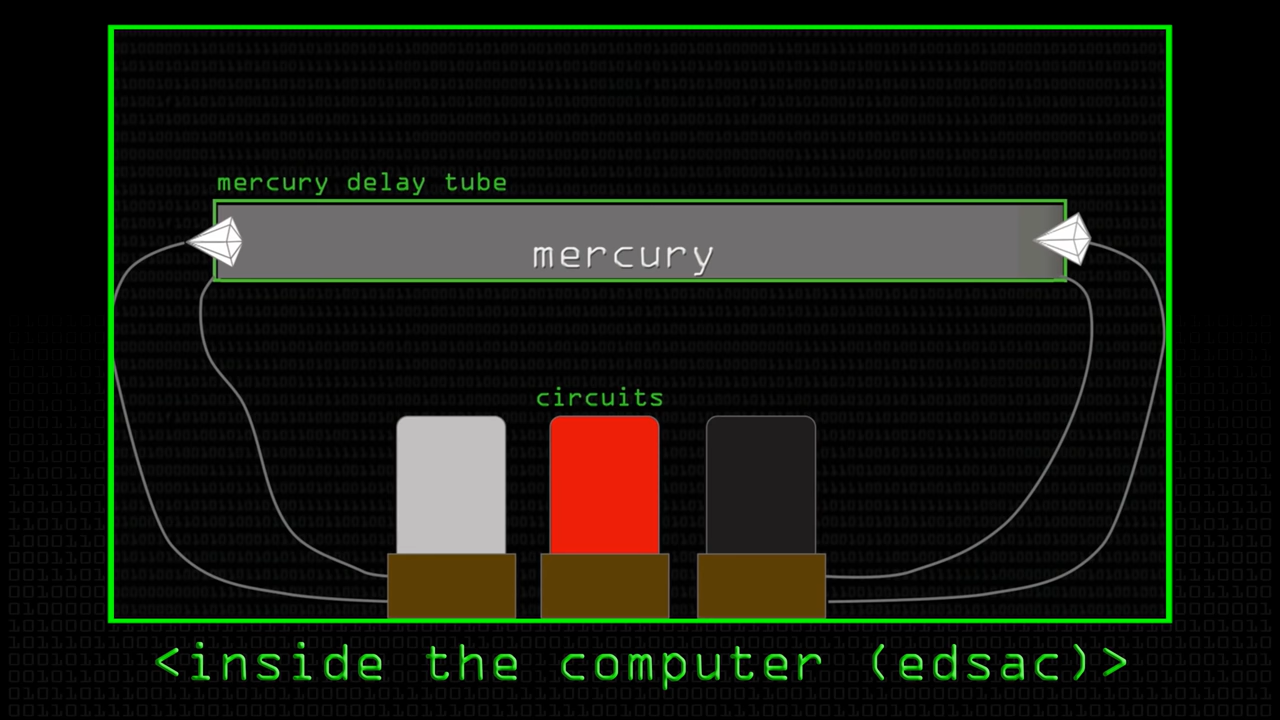 mercury delay tube
mercury
circuits
<inside the computer (edsac)>